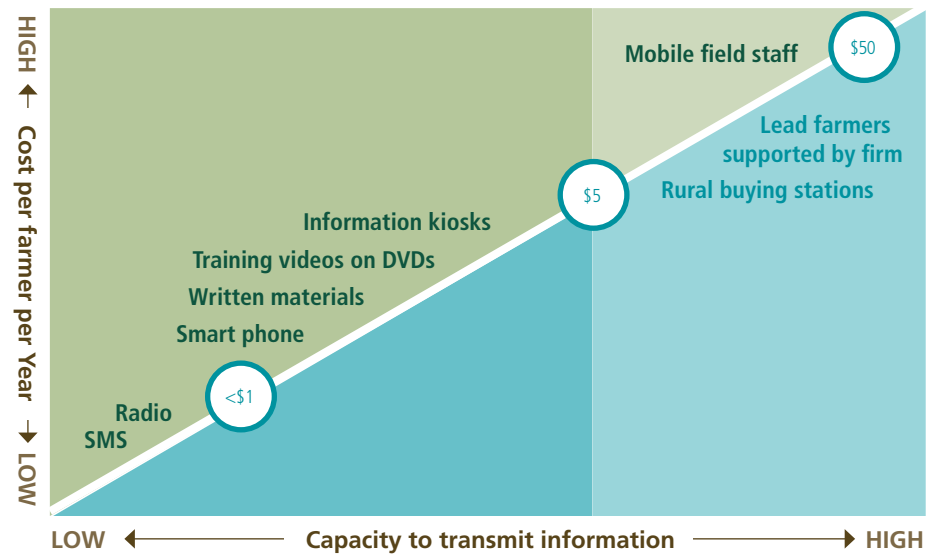 HIGH
Cost per farmer per Year
LOW
Mobile field staff
$50
Lead farmers
supported by firm
Rural buying stations
$5
Information kiosks
Training videos on DVDs
Written materials
Smart phone
<$1
Radio
SMS
LOW
Capacity to transmit information
HIGH